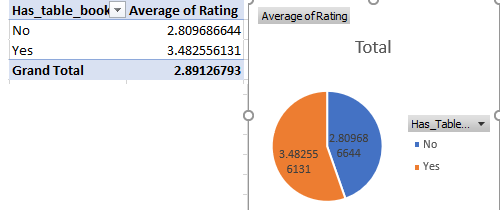 Has_table_book Average of Rating
No 2.809686644
Yes 3.482556131
Grand Total 2.89126793
Average of Rating
Total
2.80968
6644
3.48255
6131
Has_Table...
No
Yes